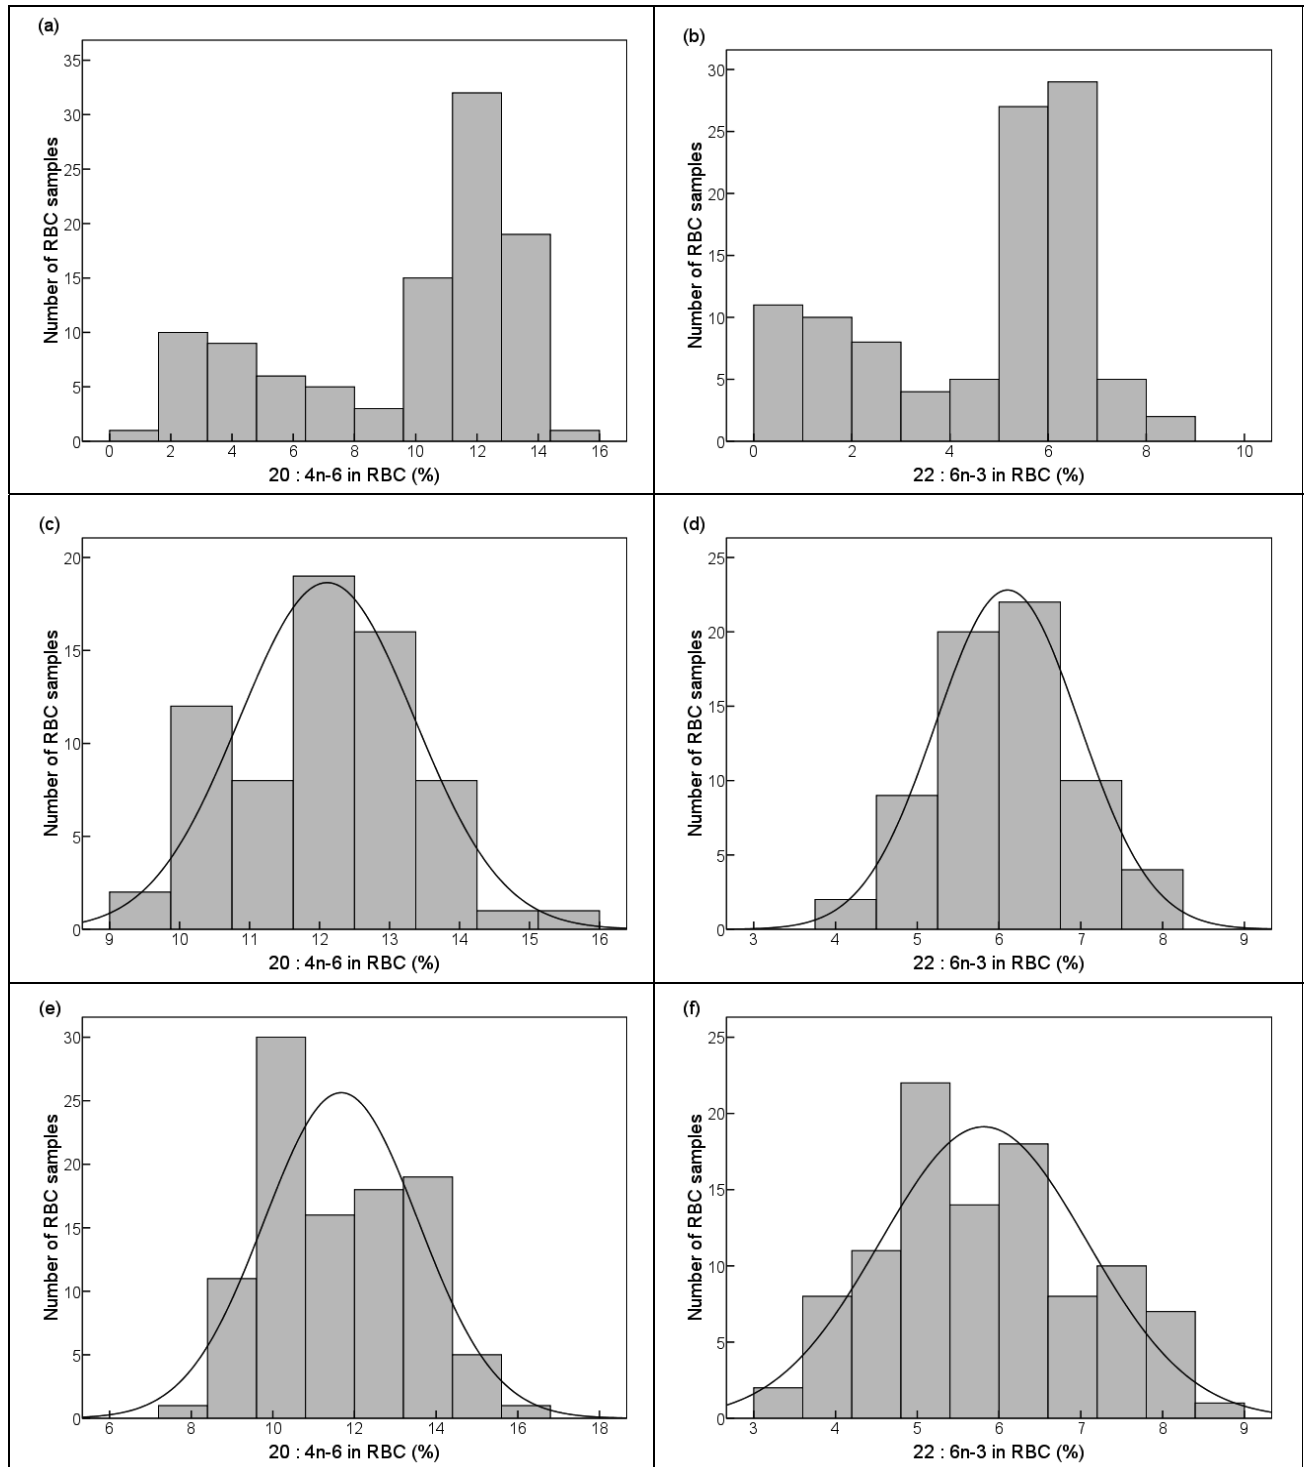 (a)
35
30
25
20
15
10
5
0
Number of RBC samples
0 2 4 6 8 10 12 14 16
20 : 4n-6 in RBC (%)
(b)
30
25
20
15
10
5
0
Number of RBC samples
0 2 4 6 8 10
22 : 6n-3 in RBC (%)
(c)
20
15
10
5
0
Number of RBC samples
9 10 11 12 13 14 15 16
20 : 4n-6 in RBC (%)
(d)
25
20
15
10
5
0
Number of RBC samples
3 4 5 6 7 8 9
22 : 6n-3 in RBC (%)
(e)
30
25
20
15
10
5
0
Number of RBC samples
6 8 10 12 14 16 18
20 : 4n-6 in RBC (%)
(f)
25
20
15
10
5
0
Number of RBC samples
3 4 5 6 7 8 9
22 : 6n-3 in RBC (%)